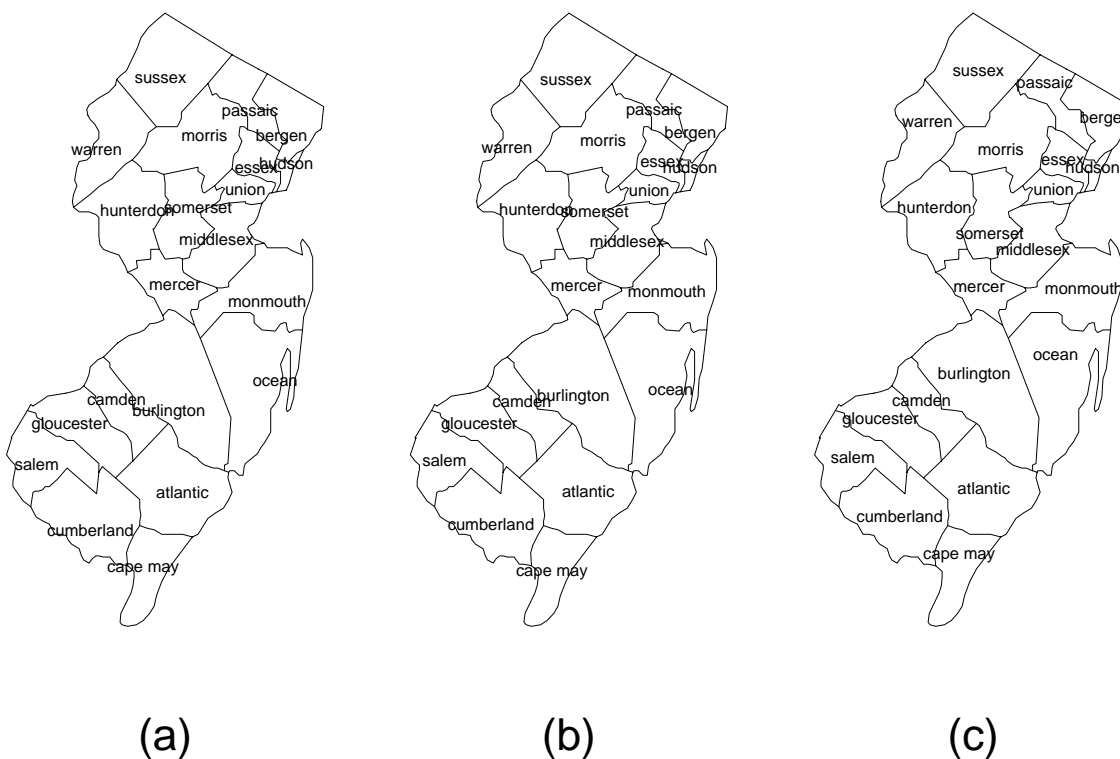 sussex
passaic
morris
bergen
warren
hudson
essex
union
hunterdon
somerset
middlesex
mercer
monmouth
ocean
camden
burlington
gloucester
salem
atlantic
cumberland
cape may
(a)
sussex
passaic
bergen
morris
warren
essex
hudson
union
hunterdon
somerset
middlesex
mercer
monmouth
ocean
burlington
camden
gloucester
salem
atlantic
cumberland
cape may
(b)
sussex
passaic
berge
warren
morris
essex
hudson
union
hunterdon
somerset
middlesex
mercer
monmouth
ocean
burlington
camden
gloucester
salem
atlantic
cumberland
cape may
(c)